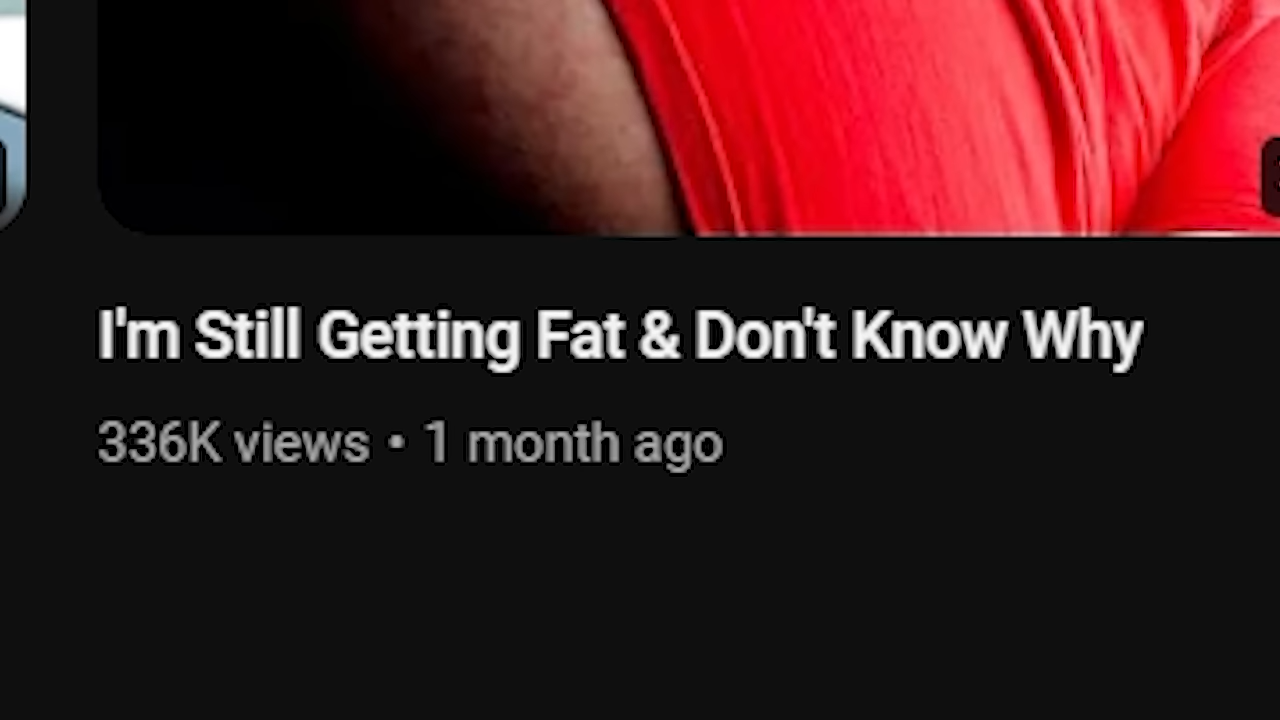 I'm Still Getting Fat & Don't Know Why
336K views • 1 month ago